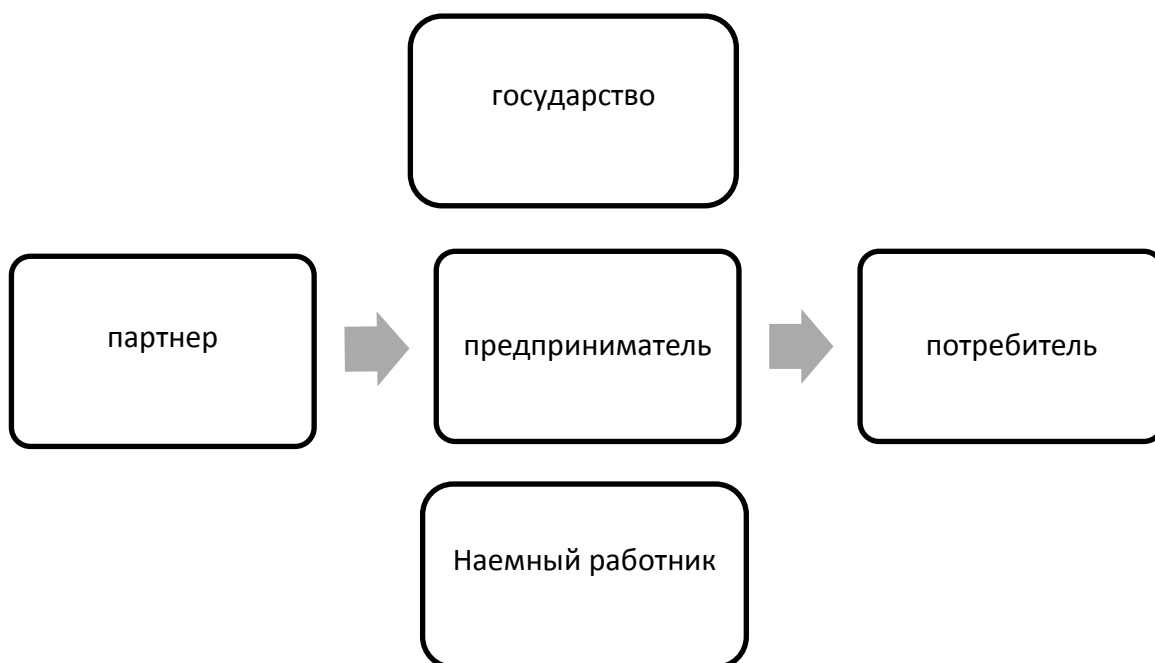 государство
партнер
предприниматель
потребитель
Наемный работник